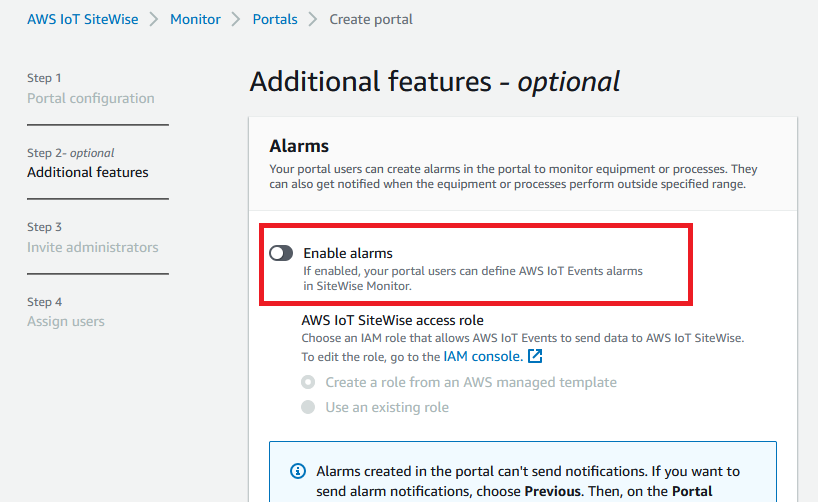 AWS IoT SiteWise > Monitor > Portals > Create portal
Step 1
Portal configuration
Step 2- optional
Additional features
Step 3
Invite administrators
Step 4
Assign users
Additional features - optional
Alarms
Your portal users can create alarms in the portal to monitor equipment or processes. They
can also get notified when the equipment or processes perform outside specified range.
Enable alarms
If enabled, your portal users can define AWS IoT Events alarms
in SiteWise Monitor.
AWS IoT SiteWise access role
Choose an IAM role that allows AWS IoT Events to send data to AWS IoT SiteWise.
To edit the role, go to the IAM console.
Create a role from an AWS managed template
Use an existing role
Alarms created in the portal can't send notifications. If you want to
send alarm notifications, choose Previous. Then, on the Portal